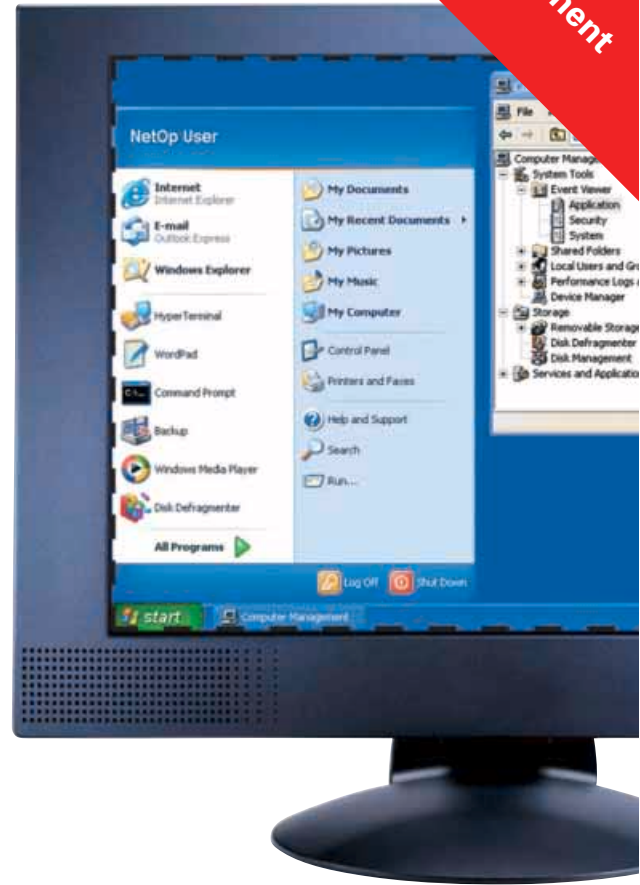 ment
NetOp User
Internet
Internet Explorer
E-mail
Outlook Express
Windows Explorer
HyperTerminal
WordPad
Command Prompt
Backup
Windows Media Player
Disk Defragmenter
All Programs
My Documents
My Recent Documents
My Pictures
My Music
My Computer
Control Panel
Printers and Faxes
Help and Support
Search
Run...
Log Off
Shut Down
start
Computer Management
File
Computer Manage
System Tools
Event Viewer
Application
Security
System
Shared Folders
Local Users and Gro
Performance Logs a
Device Manager
Storage
Removable Storage
Disk Defragmenter
Disk Management
Services and Application